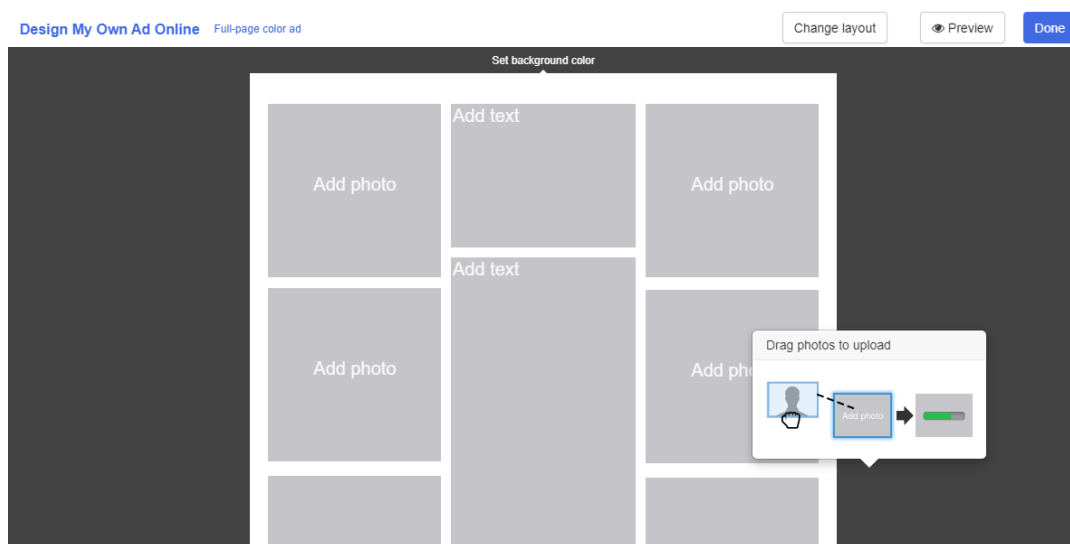 Design My Own Ad Online Full-page color ad Change layout Preview Done
Set background color
Add text
Add photo Add photo
Add text
Drag photos to upload
Add photo Add pho
Add photo